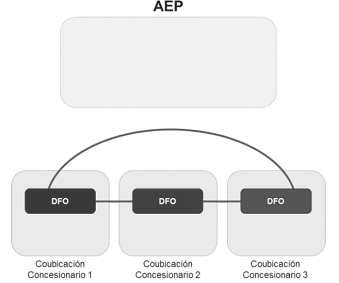 AEP
DFO
DFO
DFO
Coubicación
Concesionario 1
Coubicación
Concesionario 2
Coubicación
Concesionario 3